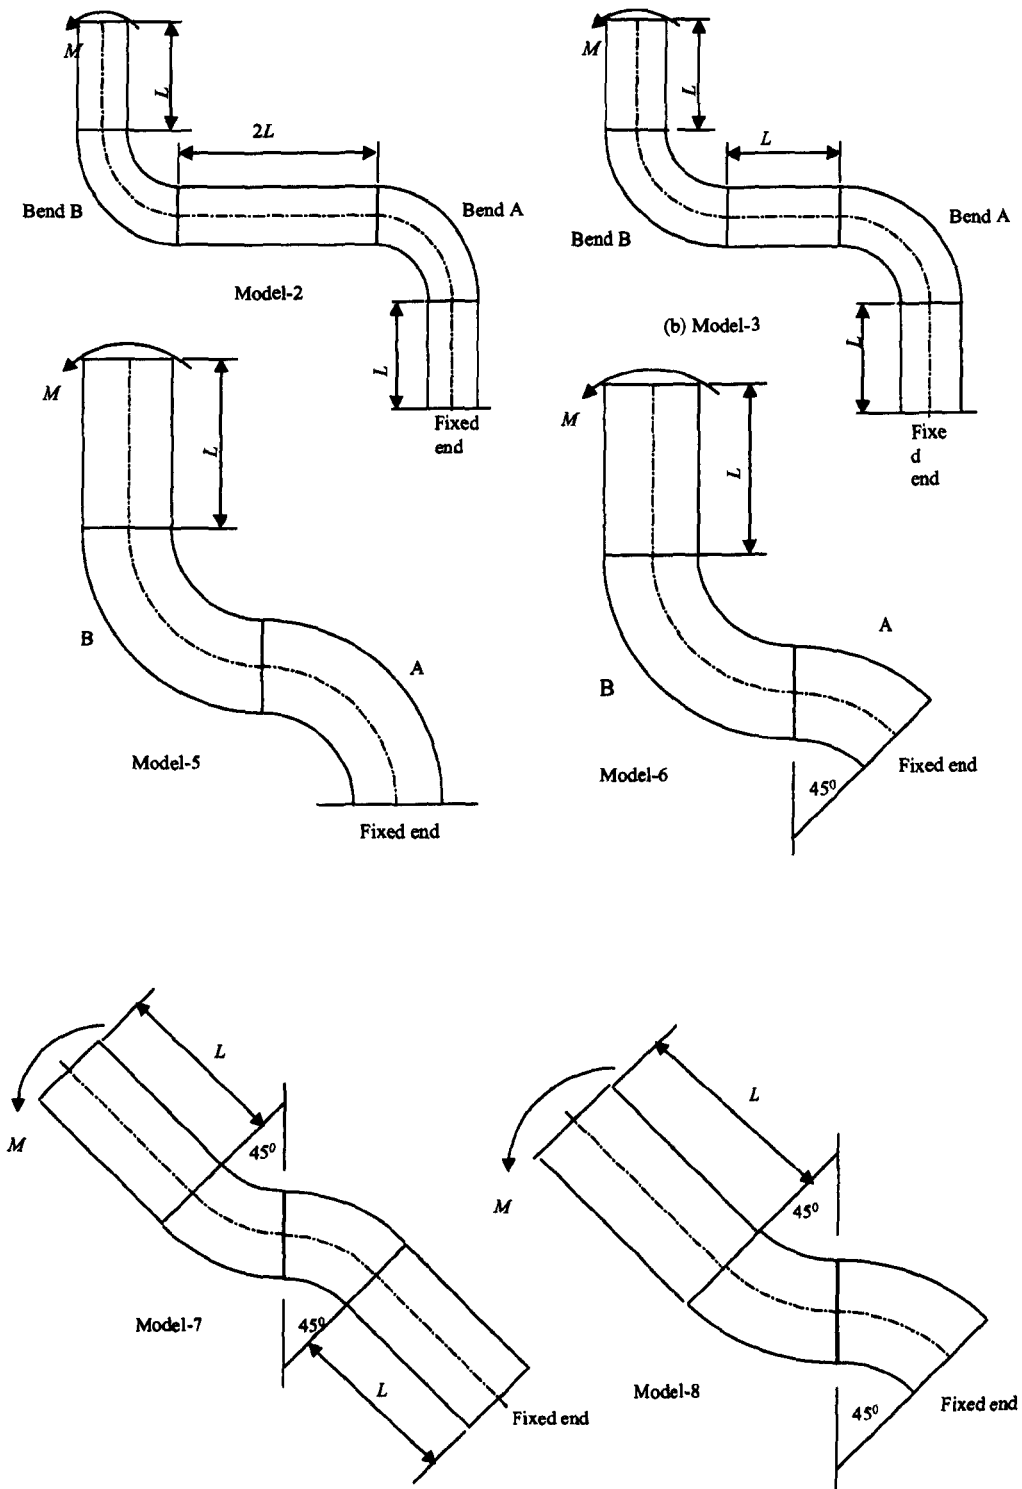 M
L
2L
Bend B
Bend A
Model-2
L
Fixed
end
M
L
L
Bend B
Bend A
(b) Model-3
L
Fixe
d
end
M
L
B
A
Model-5
Fixed end
M
L
A
B
Model-6
Fixed end
45⁰
L
M
45⁰
Model-7
45⁰
L
Fixed end
L
M
45⁰
Model-8
45⁰
Fixed end